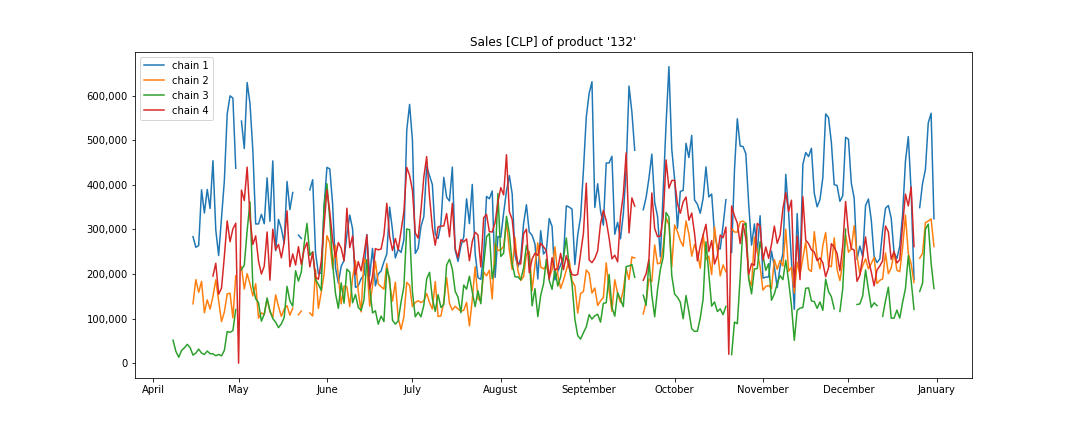 Sales [CLP] of product '132'
chain 1
chain 2
chain 3
chain 4
600,000
500,000
400,000
300,000
200,000
100,000
0
April May June July August September October November December January